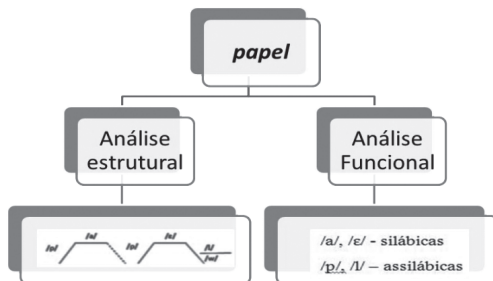 papel
Análise
estrutural
Análise
Funcional
/p/ /a/ /p/ /ɛ/ /l/
/w/
/a/, /ɛ/ - silábicas
/p/, /l/ – assilábicas